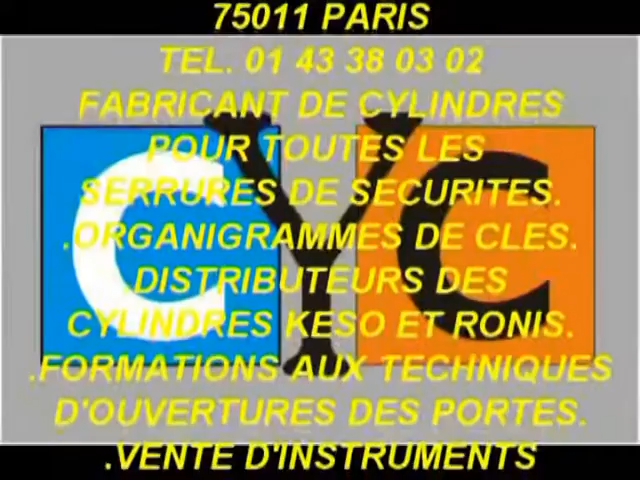 75011 PARIS
TEL. 01 43 38 03 02
FABRICANT DE CYLINDRES
POUR TOUTES LES
SERRURES DE SECURITES.
.ORGANIGRAMMES DE CLES.
DISTRIBUTEURS DES
CYLINDRES KESO ET RONIS.
.FORMATIONS AUX TECHNIQUES
D'OUVERTURES DES PORTES.
.VENTE D'INSTRUMENTS
CYC